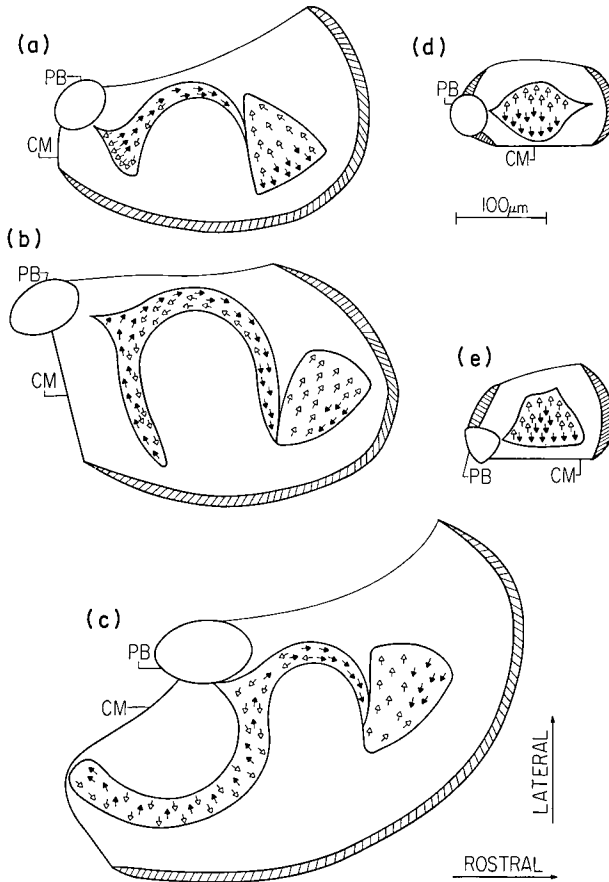 (a)
PB
CM
(d)
PB
CM
100µm
(b)
PB
CM
(e)
PB
CM
(c)
PB
CM
LATERAL
ROSTRAL